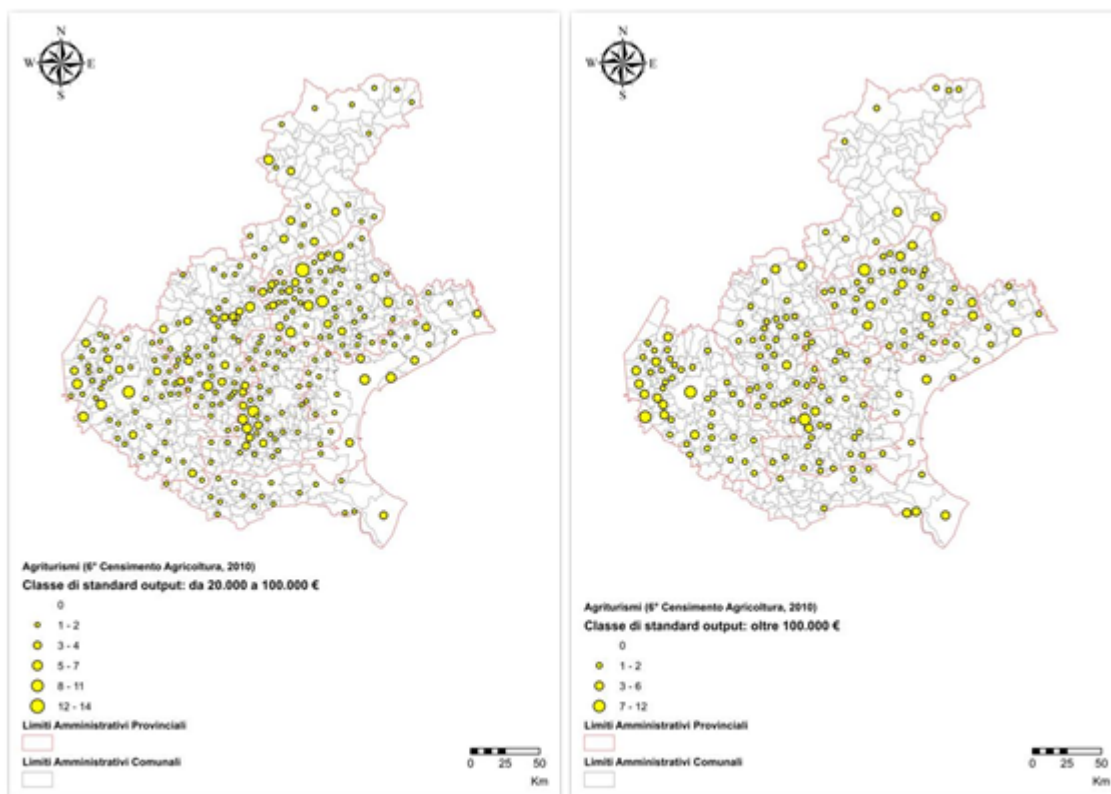 N
W E
S
Agriturismi (6° Censimento Agricoltura, 2010)
Classe di standard output: da 20.000 a 100.000 €
0
1 - 2
3 - 4
5 - 7
8 - 11
12 - 14
Limiti Amministrativi Provinciali
Limiti Amministrativi Comunali
0 25 50
Km
N
W E
S
Agriturismi (6° Censimento Agricoltura, 2010)
Classe di standard output: oltre 100.000 €
0
1 - 2
3 - 6
7 - 12
Limiti Amministrativi Provinciali
Limiti Amministrativi Comunali
0 25 50
Km